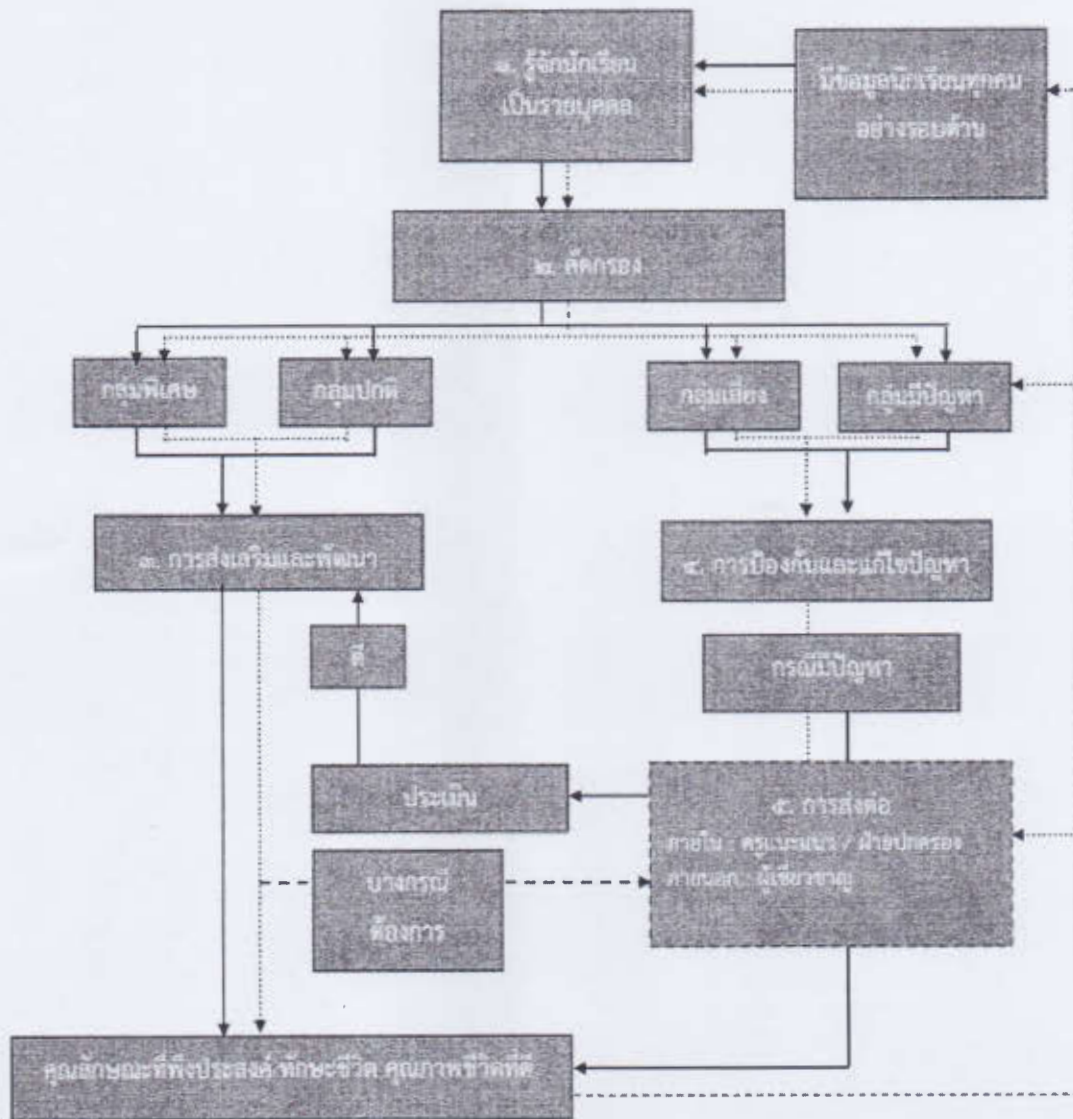 ๑. รู้จักนักเรียน
เป็นรายบุคคล
มีข้อมูลนักเรียนทุกคน
อย่างรอบด้าน
๒. คัดกรอง
กลุ่มพิเศษ
กลุ่มปกติ
กลุ่มเสี่ยง
กลุ่มมีปัญหา
๓. การส่งเสริมและพัฒนา
๔. การป้องกันและแก้ไขปัญหา
กรณีมีปัญหา
ประเมิน
๕. การส่งต่อ
ภายใน : ครูแนะแนว / ฝ่ายปกครอง
ภายนอก : ผู้เชี่ยวชาญ
บางกรณี
ต้องการ
คุณลักษณะที่พึงประสงค์ ทักษะชีวิต คุณภาพชีวิตที่ดี